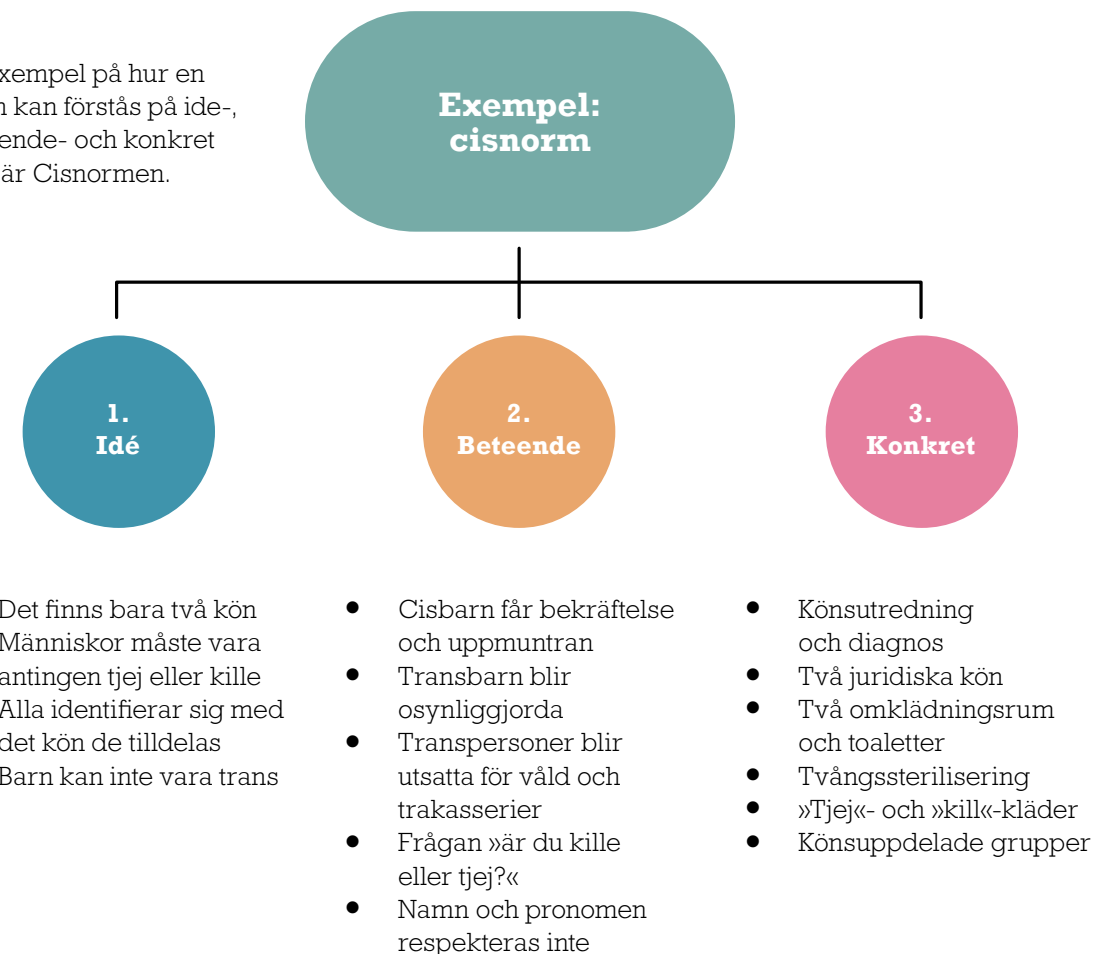 xempel på hur en
kan förstås på ide-,
ende- och konkret
är Cisnormen.
Exempel:
cisnorm
1.
Idé
2.
Beteende
3.
Konkret
Det finns bara två kön
Människor måste vara
antingen tjej eller kille
Alla identifierar sig med
det kön de tilldelas
Barn kan inte vara trans
• Cisbarn får bekräftelse
och uppmuntran
• Transbarn blir
osynliggjorda
• Transpersoner blir
utsatta för våld och
trakasserier
• Frågan »är du kille
eller tjej?«
• Namn och pronomen
respekteras inte
• Könsutredning
och diagnos
• Två juridiska kön
• Två omklädningsrum
och toaletter
• Tvångssterilisering
• »Tjej«- och »kill«-kläder
• Könsuppdelade grupper